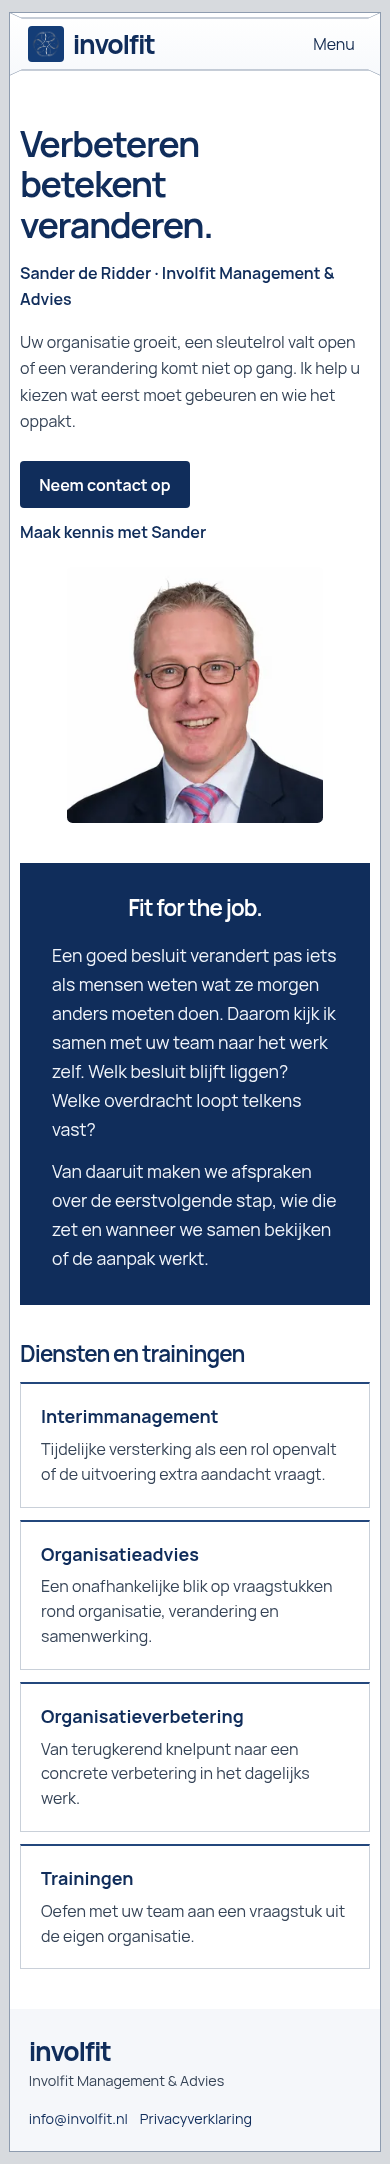 involfit
Menu
Verbeteren
betekent
veranderen.
Sander de Ridder · Involfit Management &
Advies
Uw organisatie groeit, een sleutelrol valt open
of een verandering komt niet op gang. Ik help u
kiezen wat eerst moet gebeuren en wie het
oppakt.
Neem contact op
Maak kennis met Sander
Fit for the job.
Een goed besluit verandert pas iets
als mensen weten wat ze morgen
anders moeten doen. Daarom kijk ik
samen met uw team naar het werk
zelf. Welk besluit blijft liggen?
Welke overdracht loopt telkens
vast?
Van daaruit maken we afspraken
over de eerstvolgende stap, wie die
zet en wanneer we samen bekijken
of de aanpak werkt.
Diensten en trainingen
Interimmanagement
Tijdelijke versterking als een rol openvalt
of de uitvoering extra aandacht vraagt.
Organisatieadvies
Een onafhankelijke blik op vraagstukken
rond organisatie, verandering en
samenwerking.
Organisatieverbetering
Van terugkerend knelpunt naar een
concrete verbetering in het dagelijks
werk.
Trainingen
Oefen met uw team aan een vraagstuk uit
de eigen organisatie.
involfit
Involfit Management & Advies
info@involfit.nl Privacyverklaring